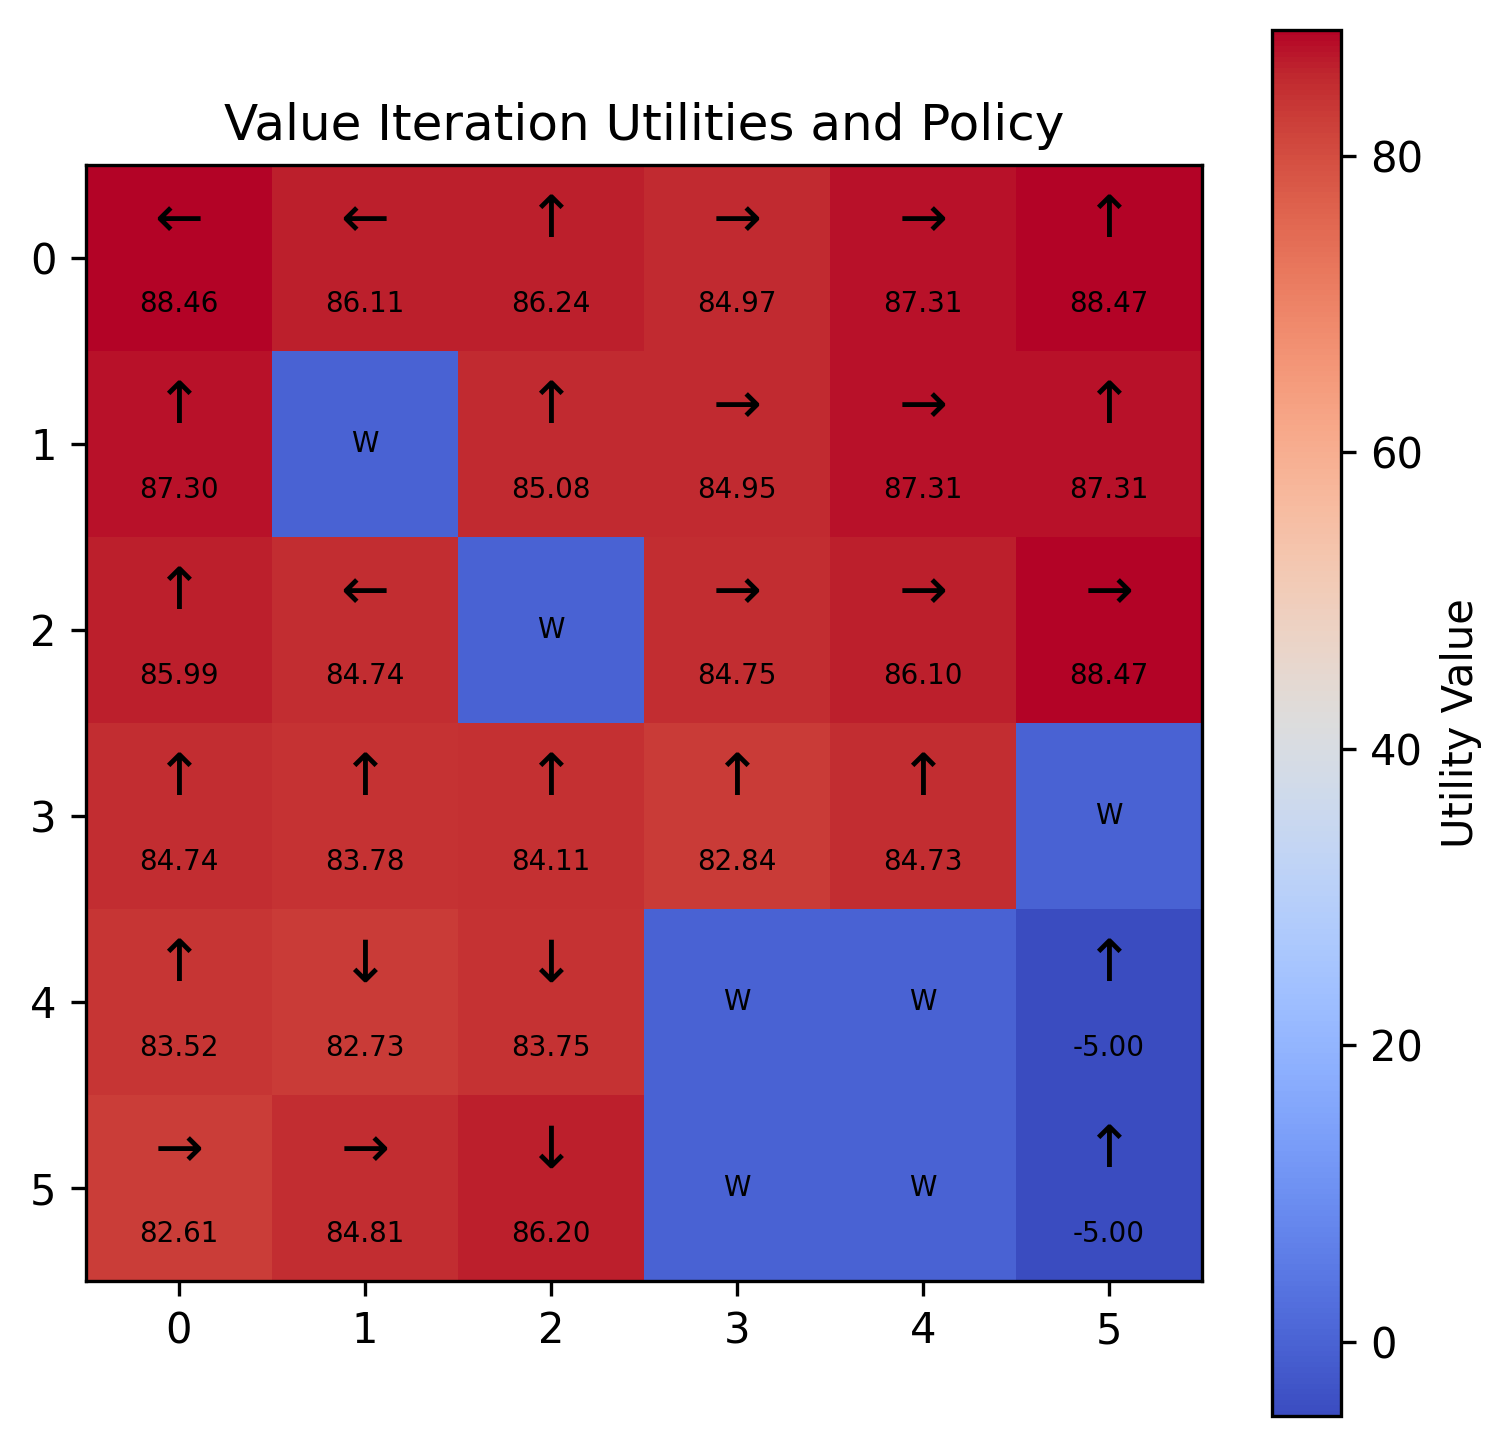 Value Iteration Utilities and Policy
← ← ↑ → → ↑
0
88.46 86.11 86.24 84.97 87.31 88.47
↑ ↑ → → ↑
1 W
87.30 85.08 84.95 87.31 87.31
↑ ← → → →
2 W
85.99 84.74 84.75 86.10 88.47
↑ ↑ ↑ ↑ ↑
3 W
84.74 83.78 84.11 82.84 84.73
↑ ↓ ↓ ↑
4 W W
83.52 82.73 83.75 -5.00
→ → ↓ ↑
5 W W
82.61 84.81 86.20 -5.00
0 1 2 3 4 5
80
60
40
20
0
Utility Value